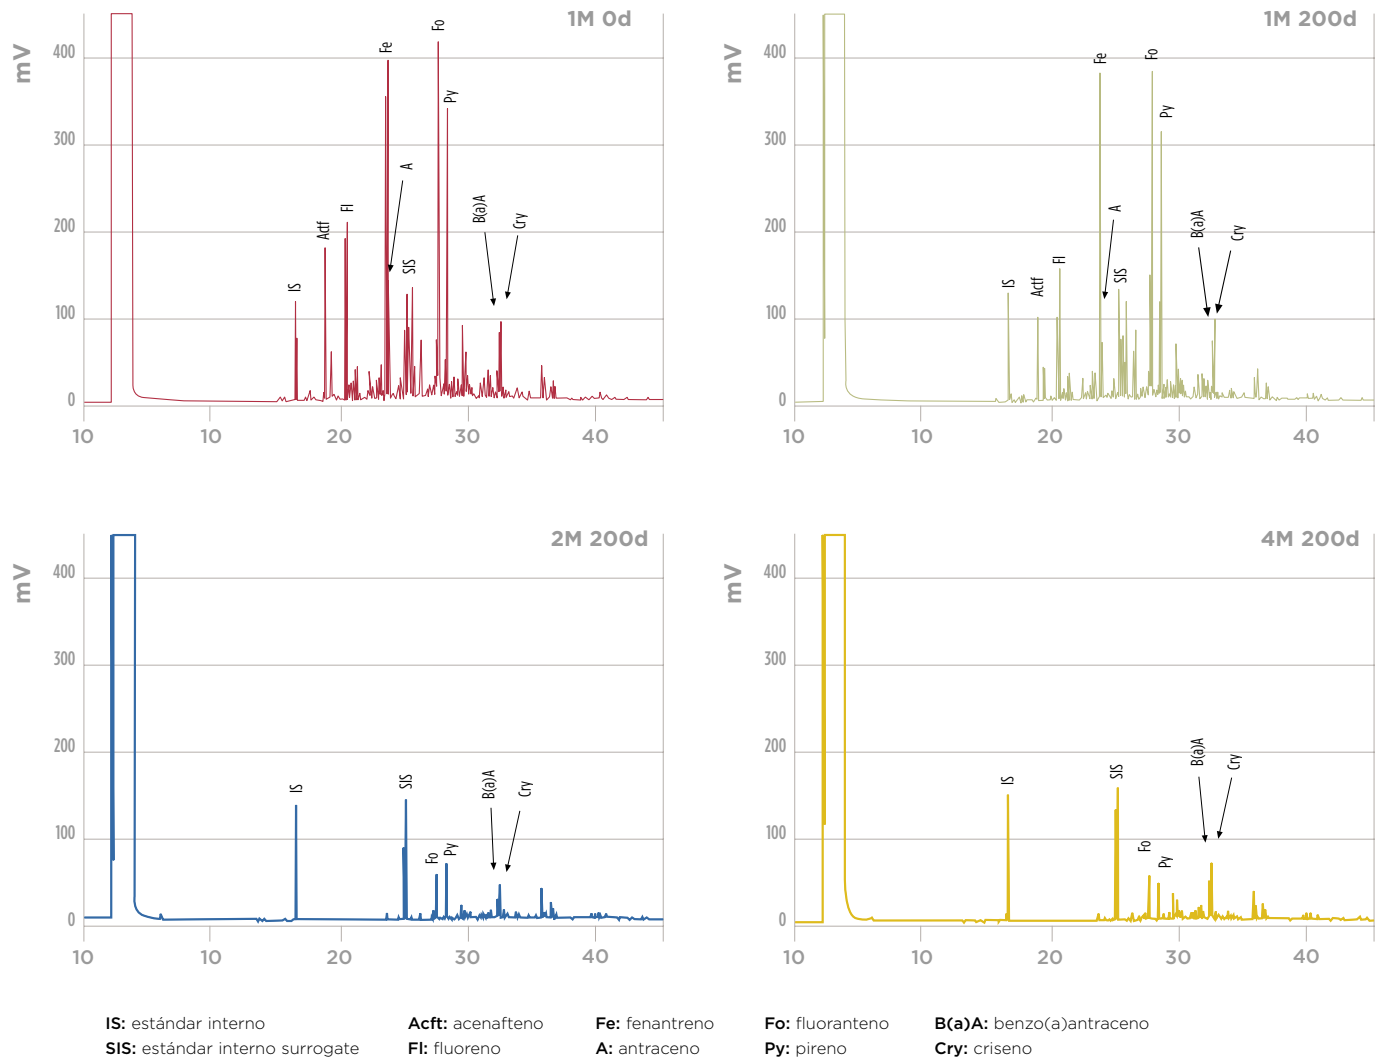 1M 0d
mV
400
300
200
100
0
10
10
20
30
40
IS
Actf
Fl
Fe
A
SIS
Fo
Py
B(a)A
Cry
1M 200d
mV
400
300
200
100
0
10
10
20
30
40
IS
Actf
Fl
Fe
A
SIS
Fo
Py
B(a)A
Cry
2M 200d
mV
400
300
200
100
0
10
10
20
30
40
IS
SIS
Fo
Py
B(a)A
Cry
4M 200d
mV
400
300
200
100
0
10
10
20
30
40
IS
SIS
Fo
Py
B(a)A
Cry
IS: estándar interno
SIS: estándar interno surrogate
Acft: acenafteno
Fl: fluoreno
Fe: fenantreno
A: antraceno
Fo: fluoranteno
Py: pireno
B(a)A: benzo(a)antraceno
Cry: criseno